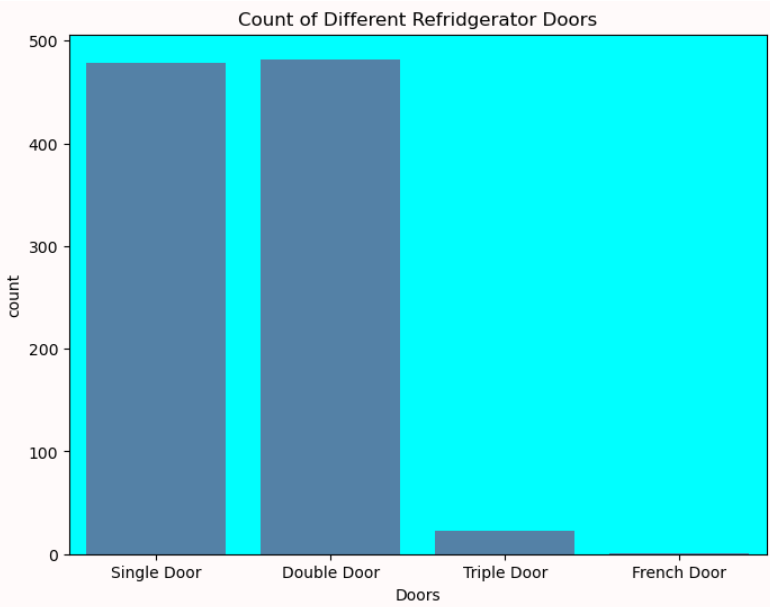 Count of Different Refridgerator Doors
500
400
300
200
100
0
count
Single Door
Double Door
Triple Door
French Door
Doors